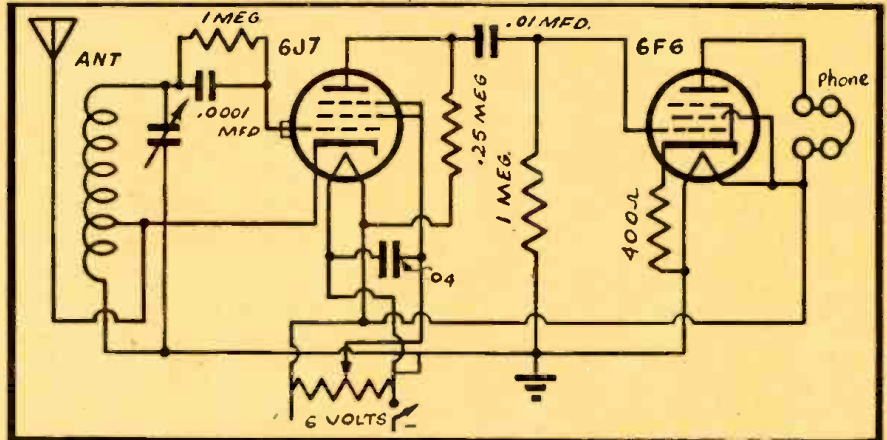 1 MEG.
6J7
.01 MFD.
6F6
ANT
Phone
.0001
MFD
.25 MEG
1 MEG.
400Ω
.04
6 VOLTS
-